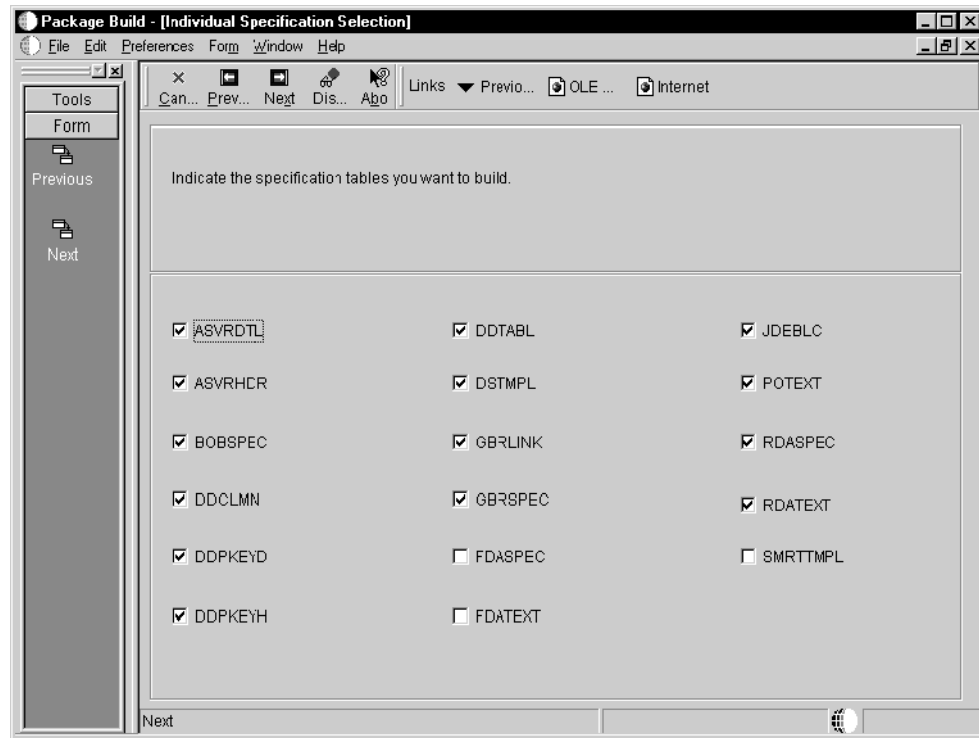 Package Build - [Individual Specification Selection]
File Edit Preferences Form Window Help
Tools
Form
Previous
Next
Can... Prev... Next Dis... Abo Links Previo... OLE ... Internet
Indicate the specification tables you want to build.
ASVRDTL DDTABL JDEBLC
ASVRHDR DSTMPL POTEXT
BOBSPEC GBRLINK RDASPEC
DDCLMN GBRSPEC RDATEXT
DDPKEYD FDASPEC SMRTTMPL
DDPKEYH FDATEXT
Next